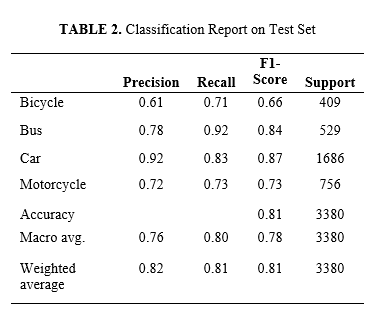 TABLE 2. Classification Report on Test Set
F1-
Precision Recall Score Support
Bicycle 0.61 0.71 0.66 409
Bus 0.78 0.92 0.84 529
Car 0.92 0.83 0.87 1686
Motorcycle 0.72 0.73 0.73 756
Accuracy 0.81 3380
Macro avg. 0.76 0.80 0.78 3380
Weighted 0.82 0.81 0.81 3380
average